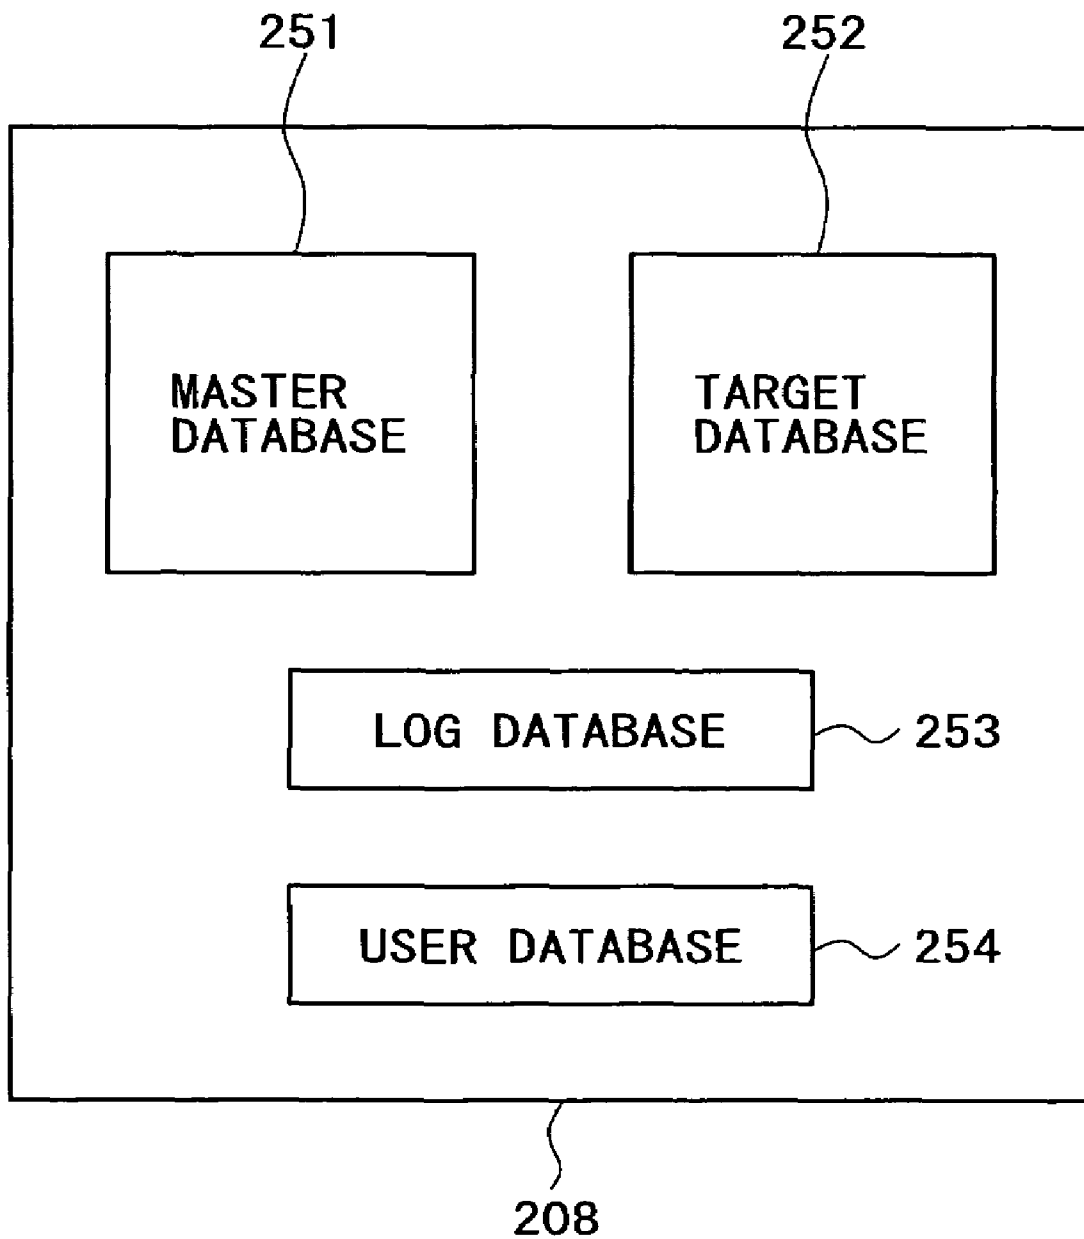 251
252
MASTER
DATABASE
TARGET
DATABASE
LOG DATABASE
253
USER DATABASE
254
208